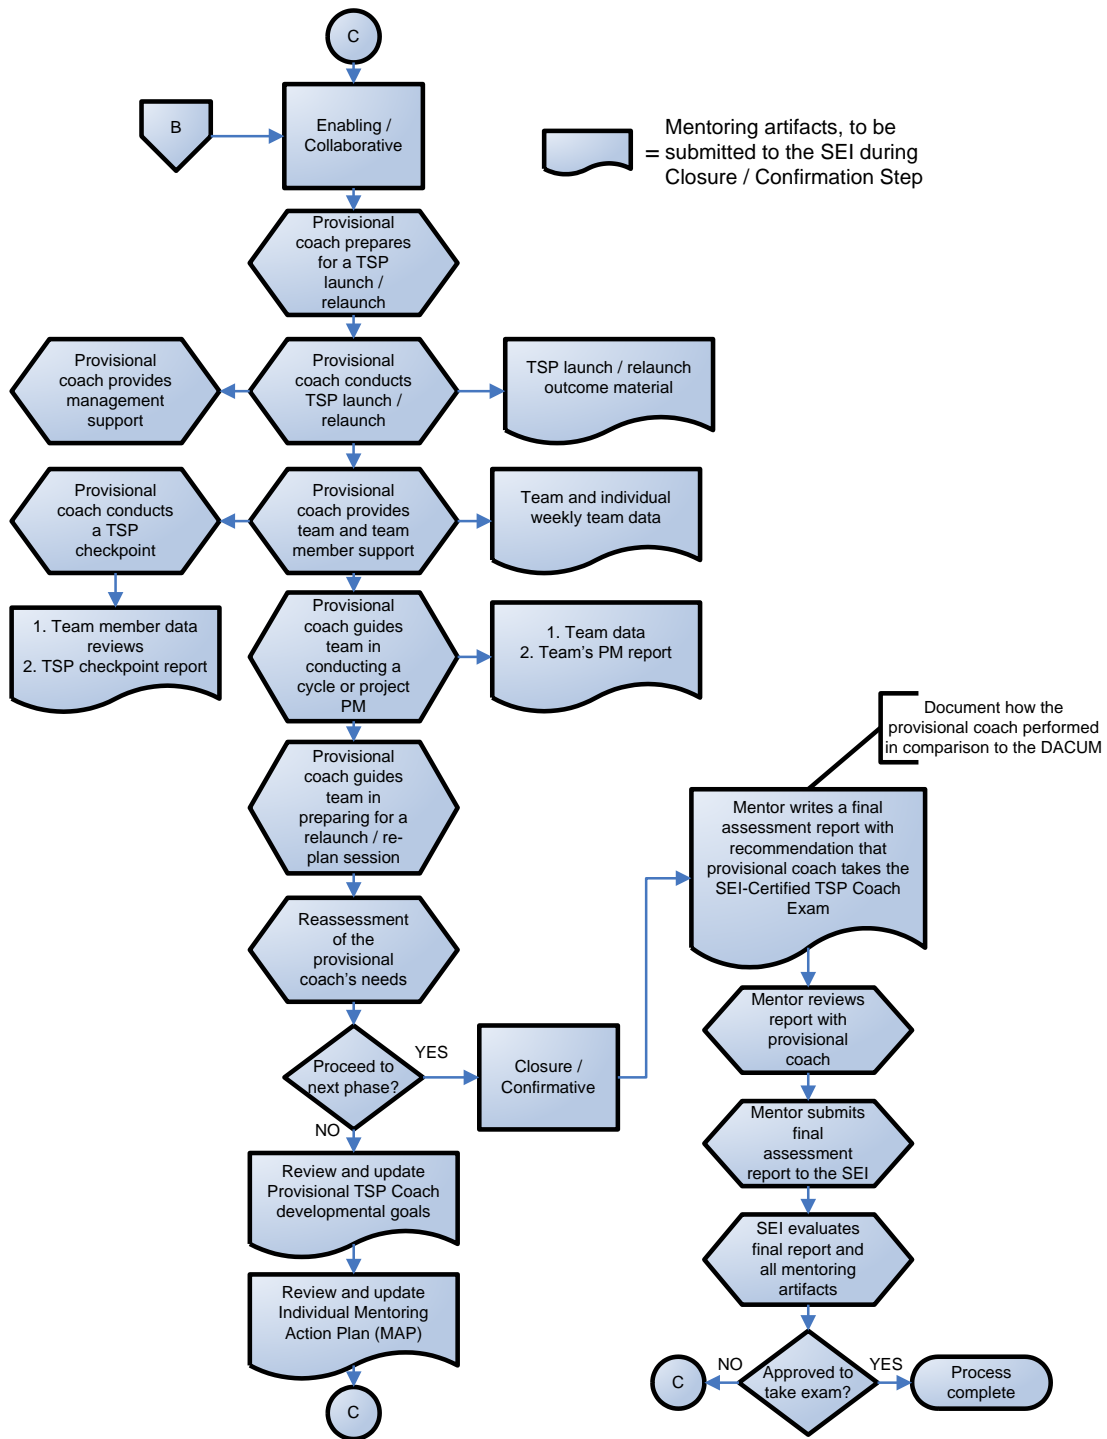 C
B
Enabling /
Collaborative
= Mentoring artifacts, to be
submitted to the SEI during
Closure / Confirmation Step
Provisional
coach prepares
for a TSP
launch /
relaunch
Provisional
coach provides
management
support
Provisional
coach conducts
TSP launch /
relaunch
TSP launch / relaunch
outcome material
Provisional
coach conducts
a TSP
checkpoint
Provisional
coach provides
team and team
member support
Team and individual
weekly team data
1. Team member data
reviews
2. TSP checkpoint report
Provisional
coach guides
team in
conducting a
cycle or project
PM
1. Team data
2. Team's PM report
Provisional
coach guides
team in
preparing for a
relaunch / re-
plan session
Reassessment
of the
provisional
coach's needs
Proceed to
next phase?
YES
NO
Closure /
Confirmative
Review and update
Provisional TSP Coach
developmental goals
Review and update
Individual Mentoring
Action Plan (MAP)
C
Document how the
provisional coach performed
in comparison to the DACUM
Mentor writes a final
assessment report with
recommendation that
provisional coach takes the
SEI-Certified TSP Coach
Exam
Mentor reviews
report with
provisional
coach
Mentor submits
final
assessment
report to the SEI
SEI evaluates
final report and
all mentoring
artifacts
Approved to
take exam?
NO
C
YES
Process
complete